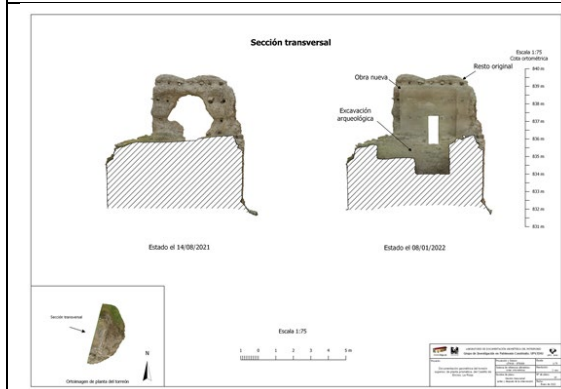 Sección transversal
Escala 1:75
Cota ortométrica
840 m
Resto original
Obra nueva
839 m
838 m
Excavación
arqueológica
837 m
836 m
835 m
834 m
833 m
832 m
831 m
Estado el 14/08/2021
Estado el 08/01/2022
Sección transversal
N
Ortoimagen de planta del torreón
Escala 1:75
1 0 1 2 3 4 5 m